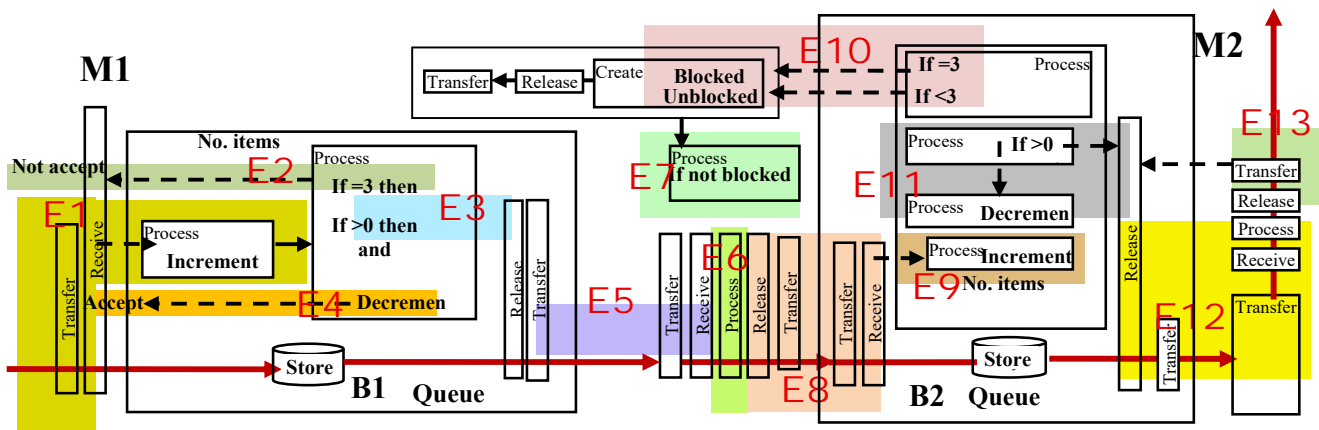 M1
Not accept
E1
Transfer
Receive
No. items
E2
Process
If =3 then
If >0 then
and
Decremen
E3
Process
Increment
Accept
E4
Store
B1
Queue
Release
Transfer
E5
Transfer
Release
Create
Blocked
Unblocked
E10
E7
Process
If not blocked
Transfer
Receive
E6
Process
Release
Transfer
E8
Transfer
Receive
If =3
Process
If <3
Process
If >0
E11
Process
Decremen
Process
Increment
E9
No. items
Store
B2
Queue
Release
M2
E13
Transfer
Release
Process
Receive
E12
Transfer
Transfer